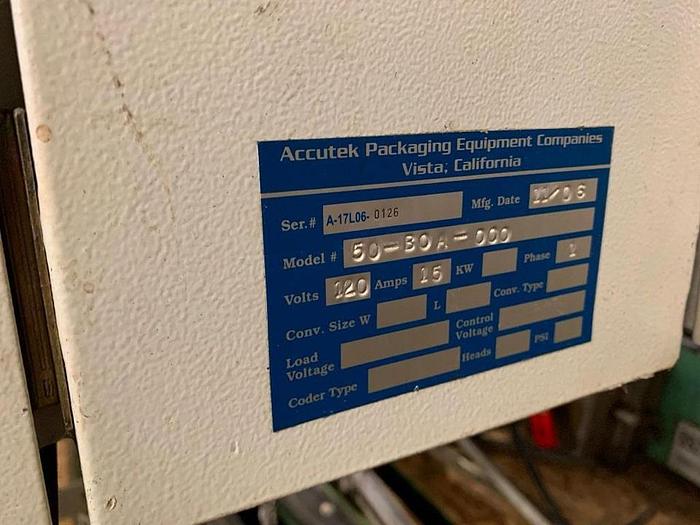 Accutek Packaging Equipment Companies
Vista, California
Ser.# A-17L06- 0126 Mfg. Date 11/06
Model # 50-BOA-000
Volts 120 Amps 15 KW Phase 1
Conv. Size W L Conv. Type
Load Voltage Control Voltage
Coder Type Heads PSI